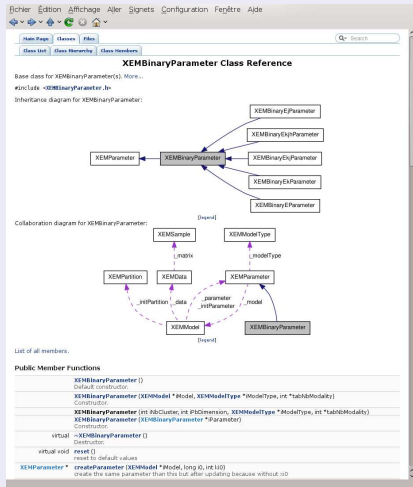 Fichier Édition Affichage Aller Signets Configuration Fenêtre Aide
Main Page Classes Files
Search
Class List Class Hierarchy Class Members
XEMBinaryParameter Class Reference
Base class for XEMBinaryParameter(s). More...
#include <XEMBinaryParameter.h>
Inheritance diagram for XEMBinaryParameter:
XEMBinaryEjParameter
XEMBinaryEkjhParameter
XEMParameter XEMBinaryParameter XEMBinaryEkjParameter
XEMBinaryEkParameter
XEMBinaryEParameter
[legend]
Collaboration diagram for XEMBinaryParameter:
XEMSample XEMModelType
_matrix _modelType
XEMPartition XEMData XEMParameter
_initPartition _data _parameter _initParameter _model
XEMModel XEMBinaryParameter
[legend]
List of all members.
Public Member Functions
XEMBinaryParameter ()
Default constructor.
XEMBinaryParameter (XEMModel *iModel, XEMModelType *iModelType, int *tabNbModality)
Constructor.
XEMBinaryParameter (int iNbCluster, int iPbDimension, XEMModelType *iModelType, int *tabNbModality)
XEMBinaryParameter (XEMBinaryParameter *iParameter)
Constructor.
virtual ~XEMBinaryParameter ()
Destructor.
virtual void reset ()
reset to default values
XEMParameter * createParameter (XEMModel *iModel, long i0, int ki0)
create the same parameter than this but after updating because without xi0